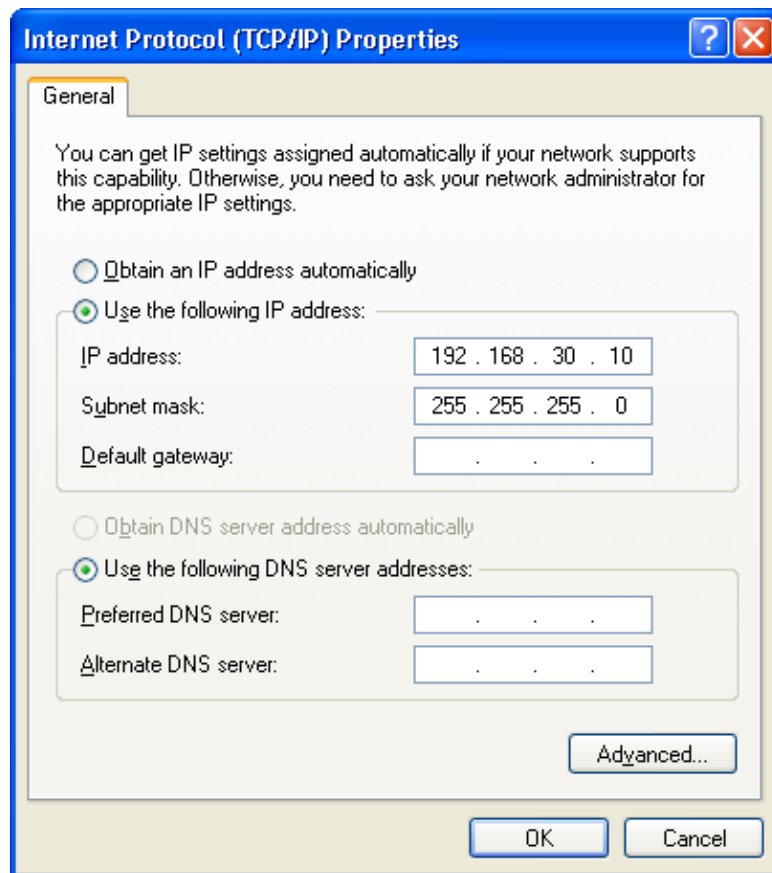 Internet Protocol (TCP/IP) Properties
General
You can get IP settings assigned automatically if your network supports
this capability. Otherwise, you need to ask your network administrator for
the appropriate IP settings.
Obtain an IP address automatically
Use the following IP address:
IP address: 192 . 168 . 30 . 10
Subnet mask: 255 . 255 . 255 . 0
Default gateway: . . .
Obtain DNS server address automatically
Use the following DNS server addresses:
Preferred DNS server: . . .
Alternate DNS server: . . .
Advanced...
OK Cancel